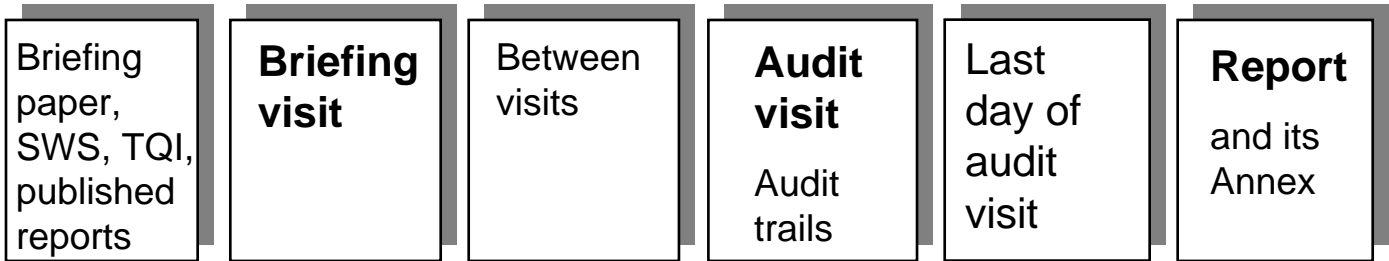 Briefing
paper,
SWS, TQI,
published
reports
Briefing
visit
Between
visits
Audit
visit
Audit
trails
Last
day of
audit
visit
Report
and its
Annex